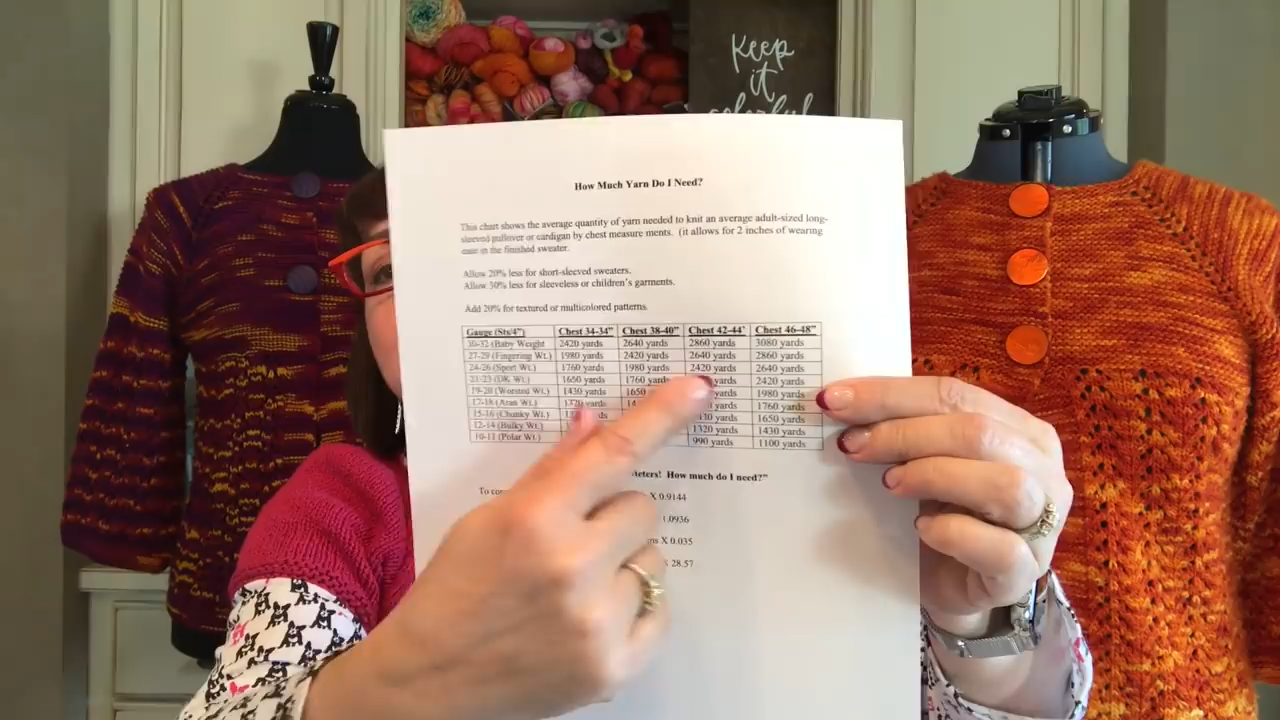 Keep
it
colorful
How Much Yarn Do I Need?
This chart shows the average quantity of yarn needed to knit an average adult-sized long-
sleeved pullover or cardigan by chest measure ments. (it allows for 2 inches of wearing
ease in the finished sweater.
Allow 20% less for short-sleeved sweaters.
Allow 30% less for sleeveless or children's garments.
Add 20% for textured or multicolored patterns.
Gauge (Sts/4") Chest 34-34" Chest 38-40" Chest 42-44' Chest 46-48"
30-32 (Baby Weight 2420 yards 2640 yards 2860 yards 3080 yards
27-29 (Fingering Wt.) 1980 yards 2420 yards 2640 yards 2860 yards
24-26 (Sport Wt.) 1760 yards 1980 yards 2420 yards 2640 yards
21-23 (DK Wt.) 1650 yards 1760 yards yards 2420 yards
19-20 (Worsted Wt.) 1430 yards 1650 yards 1980 yards
17-18 (Aran Wt.) 1320 yards yards 1760 yards
15-16 (Chunky Wt.) 1650 yards
12-14 (Bulky Wt.) 1320 yards 1430 yards
10-11 (Polar Wt.) 990 yards 1100 yards
How much do I need?"
To X 0.9144
1.0936
X 0.035
28.57